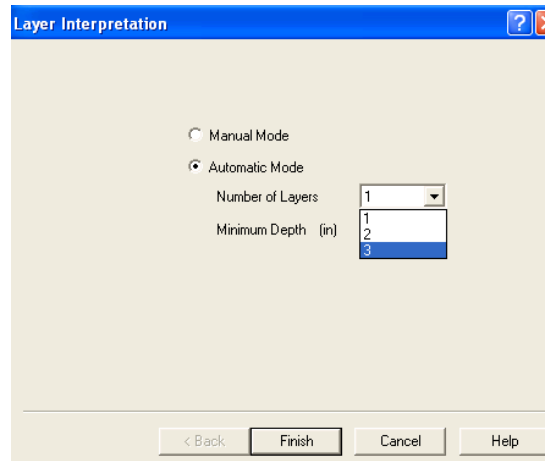 Layer Interpretation
Manual Mode
Automatic Mode
Number of Layers 1
1
Minimum Depth (in) 2
3
< Back Finish Cancel Help